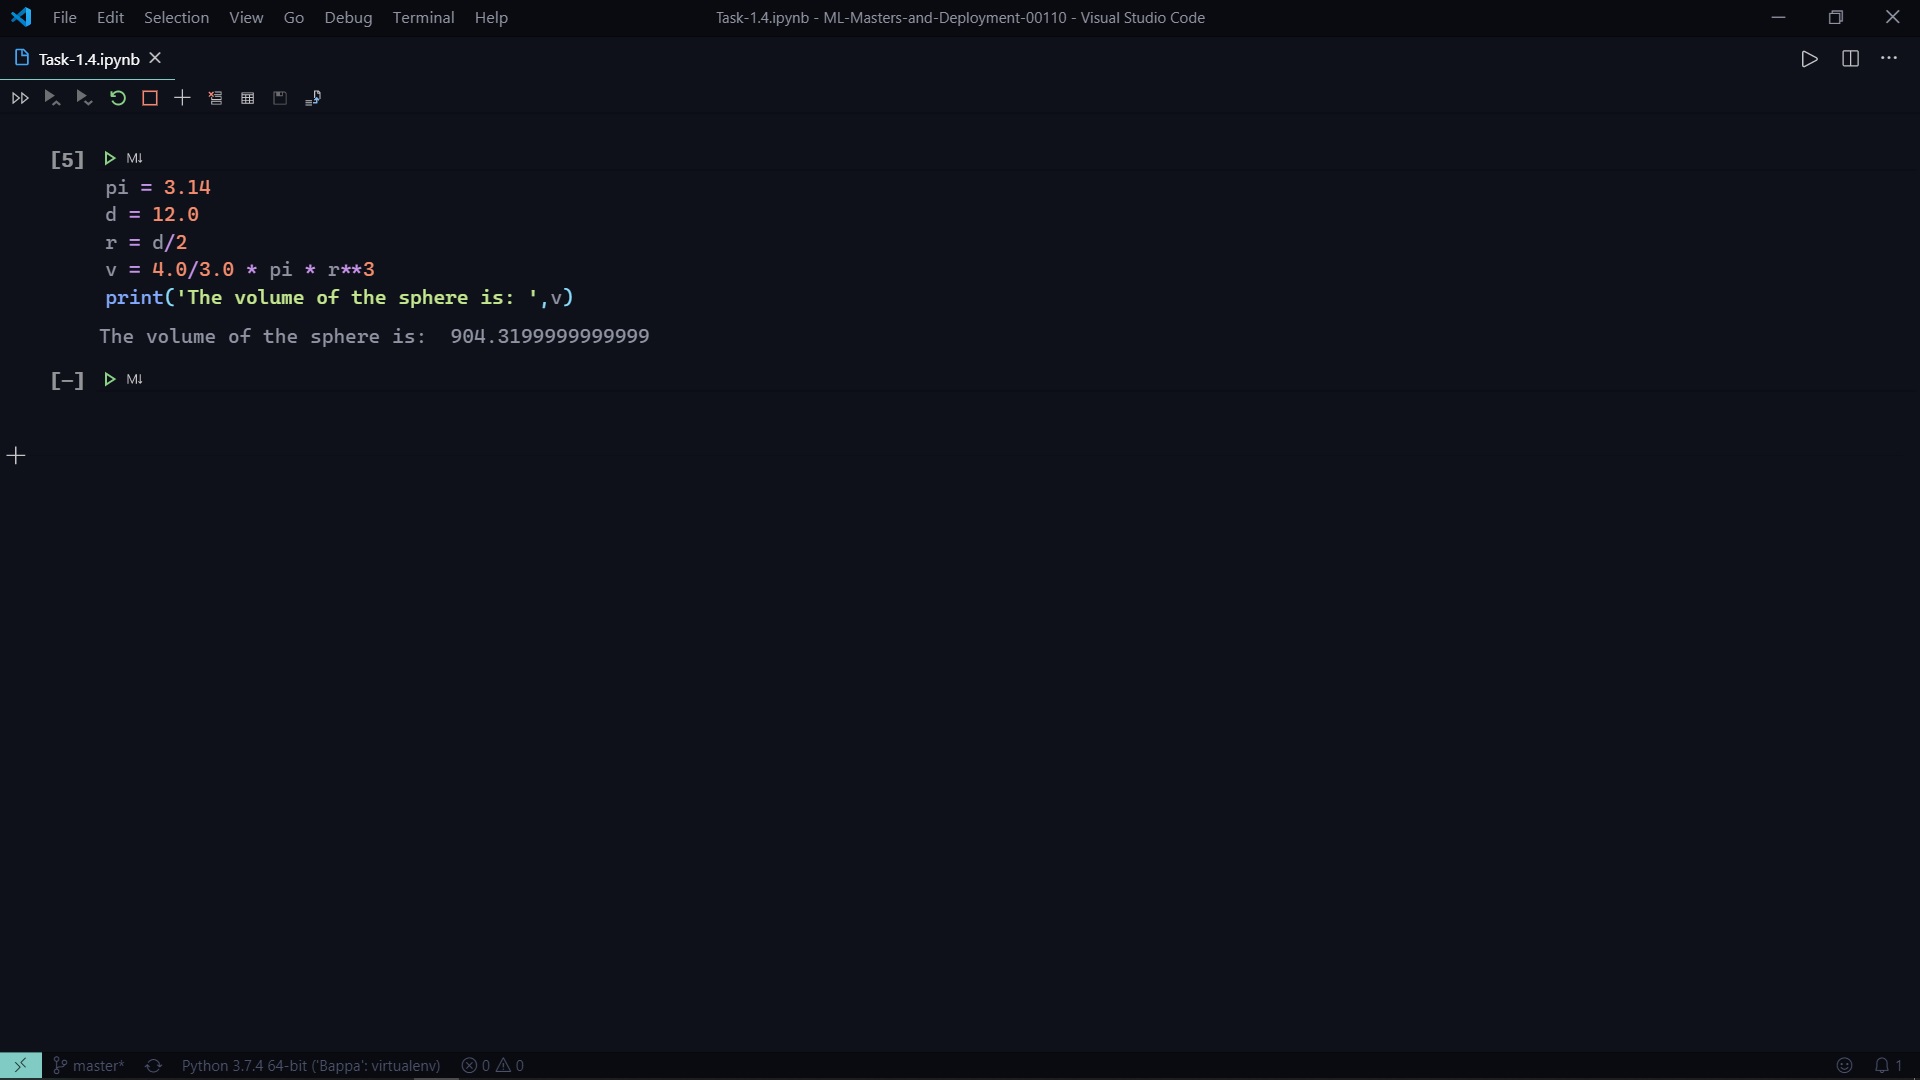 File Edit Selection View Go Debug Terminal Help Task-1.4.ipynb - ML-Masters-and-Deployment-00110 - Visual Studio Code
Task-1.4.ipynb
[5] M↓
pi = 3.14
d = 12.0
r = d/2
v = 4.0/3.0 * pi * r**3
print('The volume of the sphere is: ',v)
The volume of the sphere is:  904.3199999999999
[-] M↓
master* Python 3.7.4 64-bit ('Bappa': virtualenv) 0 0 1